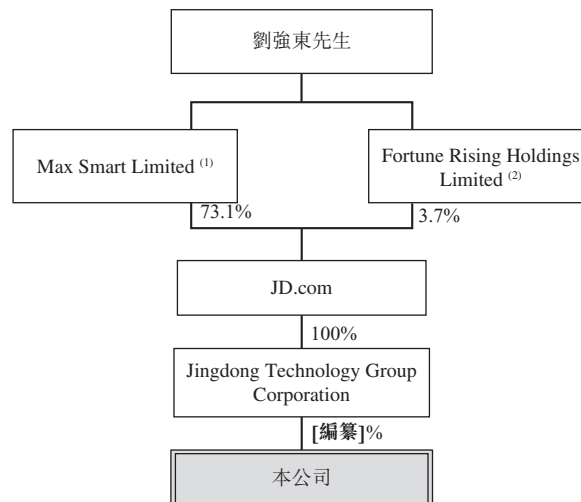 劉強東先生
Max Smart Limited (1)
Fortune Rising Holdings
Limited (2)
73.1%
3.7%
JD.com
100%
Jingdong Technology Group
Corporation
[編纂]%
本公司